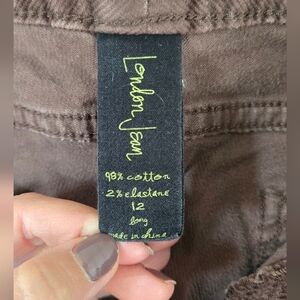 London Jean
98% cotton
2% elastane
12
long
made in china